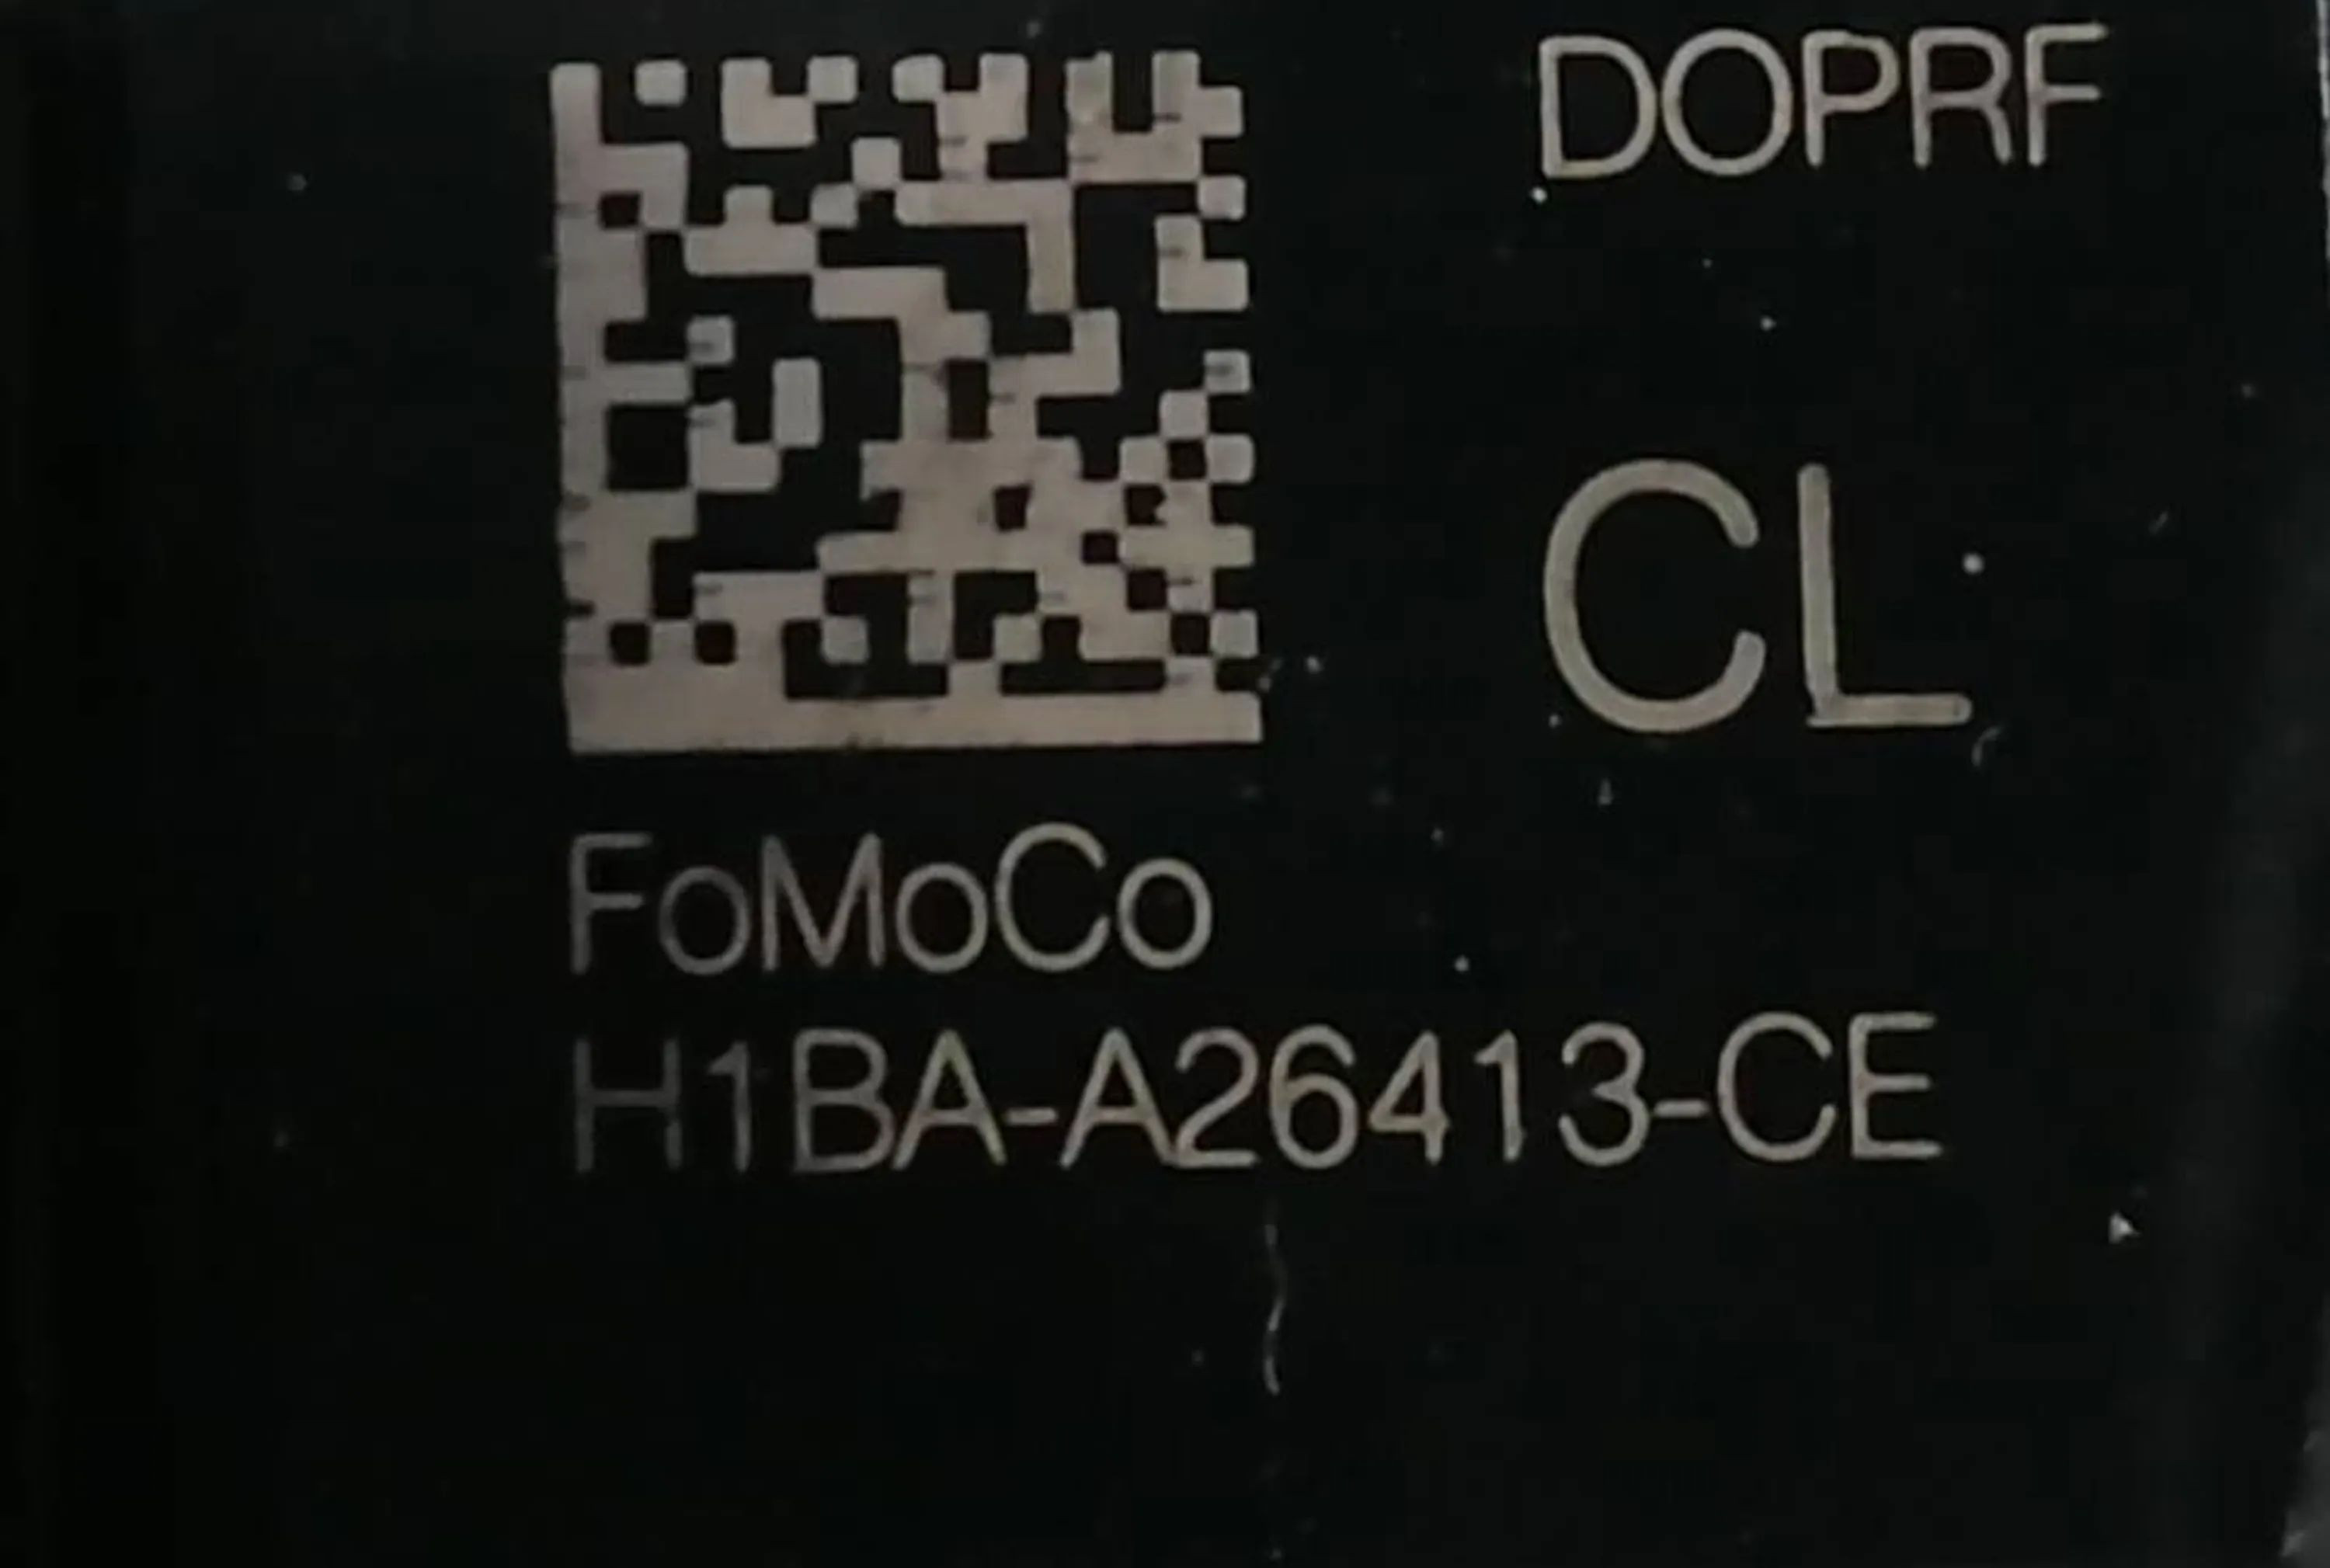 DOPRF
CL
FoMoCo
H1BA-A26413-CE